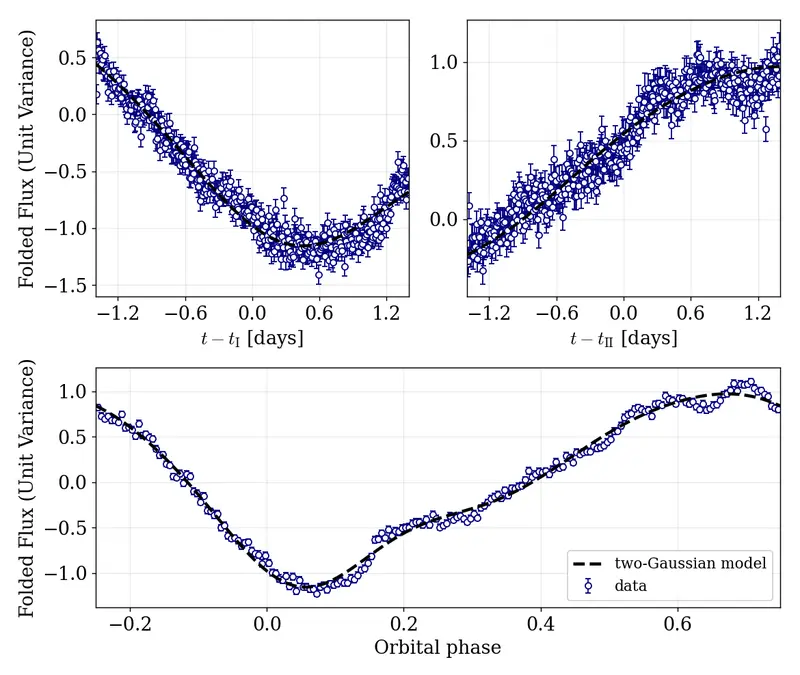 Folded Flux (Unit Variance)
0.5
0.0
−0.5
−1.0
−1.5
−1.2 −0.6 0.0 0.6 1.2
t − tI [days]
1.0
0.5
0.0
−1.2 −0.6 0.0 0.6 1.2
t − tII [days]
Folded Flux (Unit Variance)
1.0
0.5
0.0
−0.5
−1.0
two-Gaussian model
data
−0.2 0.0 0.2 0.4 0.6
Orbital phase